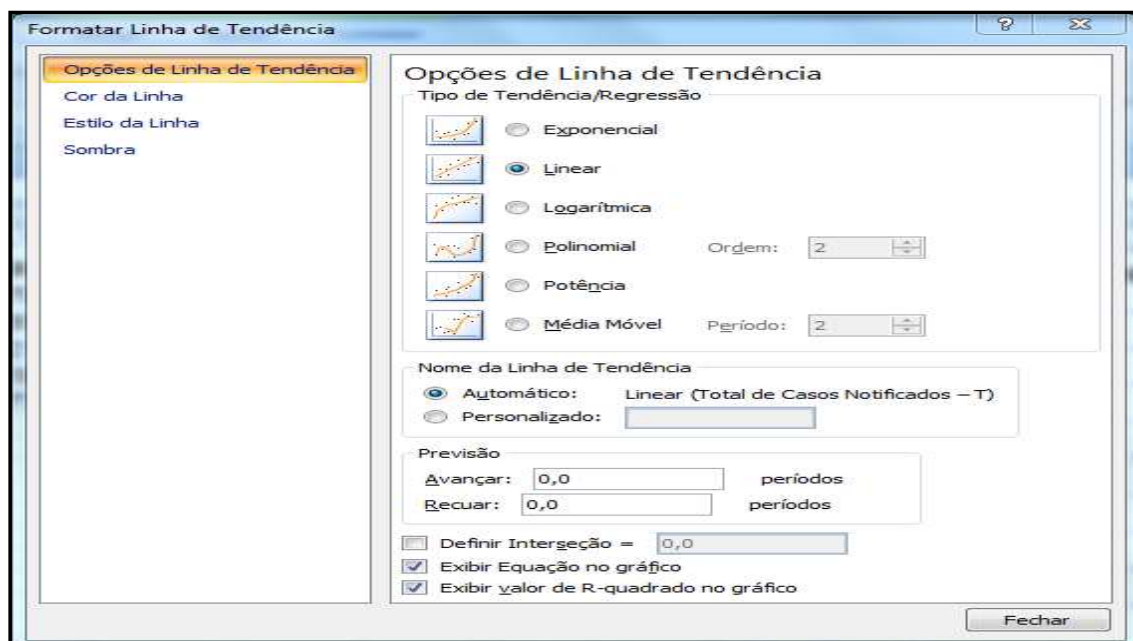 Formatar Linha de Tendência
Opções de Linha de Tendência
Cor da Linha
Estilo da Linha
Sombra
Opções de Linha de Tendência
Tipo de Tendência/Regressão
Exponencial
Linear
Logarítmica
Polinomial Ordem: 2
Potência
Média Móvel Período: 2
Nome da Linha de Tendência
Automático: Linear (Total de Casos Notificados – T)
Personalizado:
Previsão
Avançar: 0,0 períodos
Recuar: 0,0 períodos
Definir Interseção = 0,0
Exibir Equação no gráfico
Exibir valor de R-quadrado no gráfico
Fechar